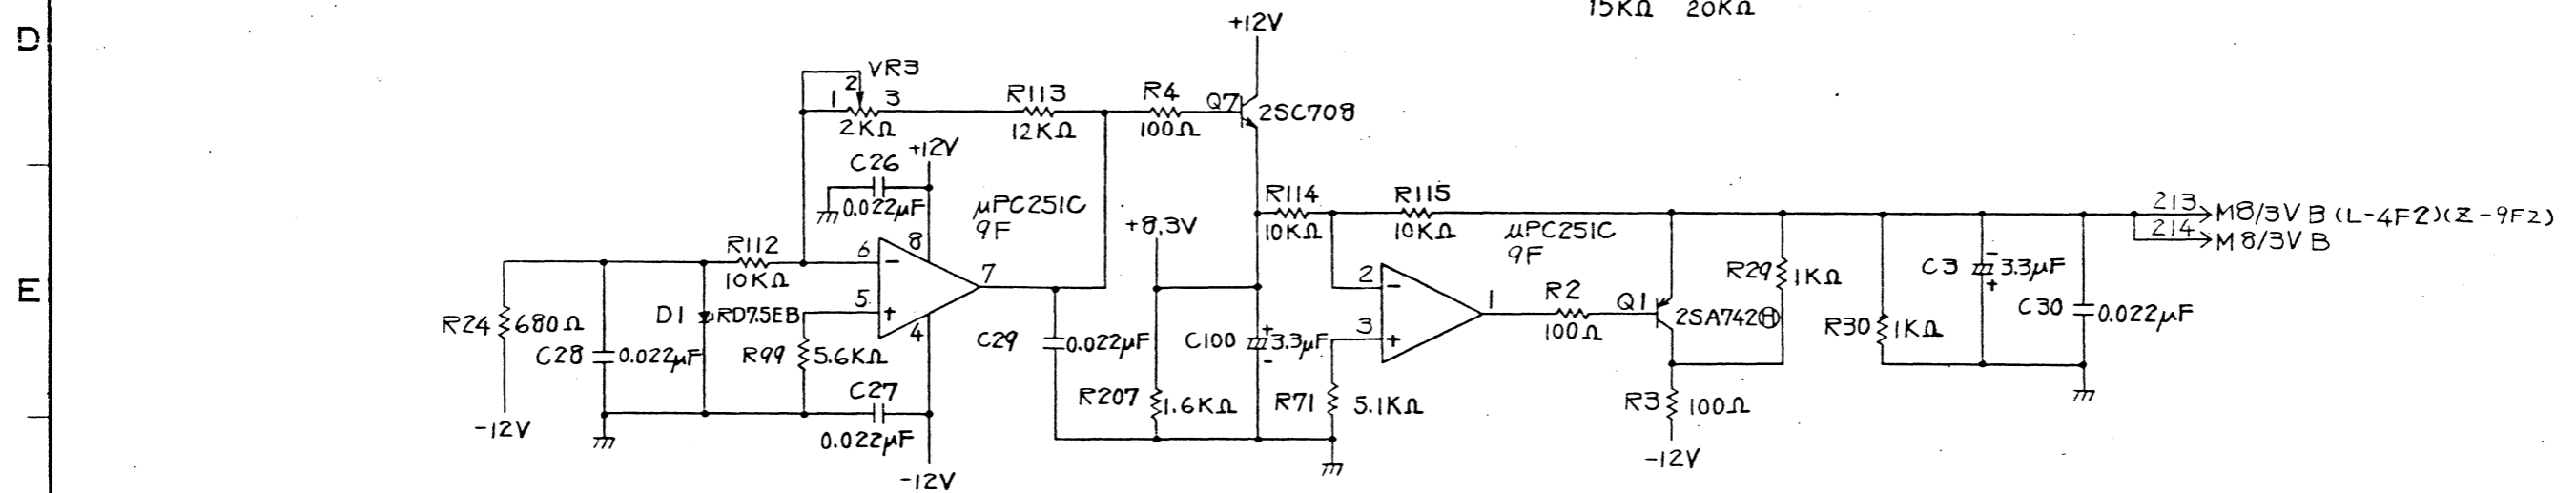 15KΩ 20KΩ
D
+12V
VR3
2
1 3
2KΩ
R113
12KΩ
R4
100Ω
Q7
2SC708
C26
+12V
0.022μF
μPC251C
9F
R112
10KΩ
6
8
-
7
5
+
4
R114
10KΩ
R115
10KΩ
μPC251C
9F
+8.3V
213
M8/3V B (L-4F2)(Z-9F2)
214
M8/3V B
E
R24
680Ω
C28
0.022μF
D1
RD7.5EB
R99
5.6KΩ
C27
0.022μF
-12V
-12V
C29
0.022μF
R207
1.6KΩ
C100
+
3.3μF
-
R71
5.1KΩ
2
-
3
+
1
R2
100Ω
Q1
2SA742Ⓗ
R29
1KΩ
R3
100Ω
-12V
R30
1KΩ
C3
-
3.3μF
+
C30
0.022μF